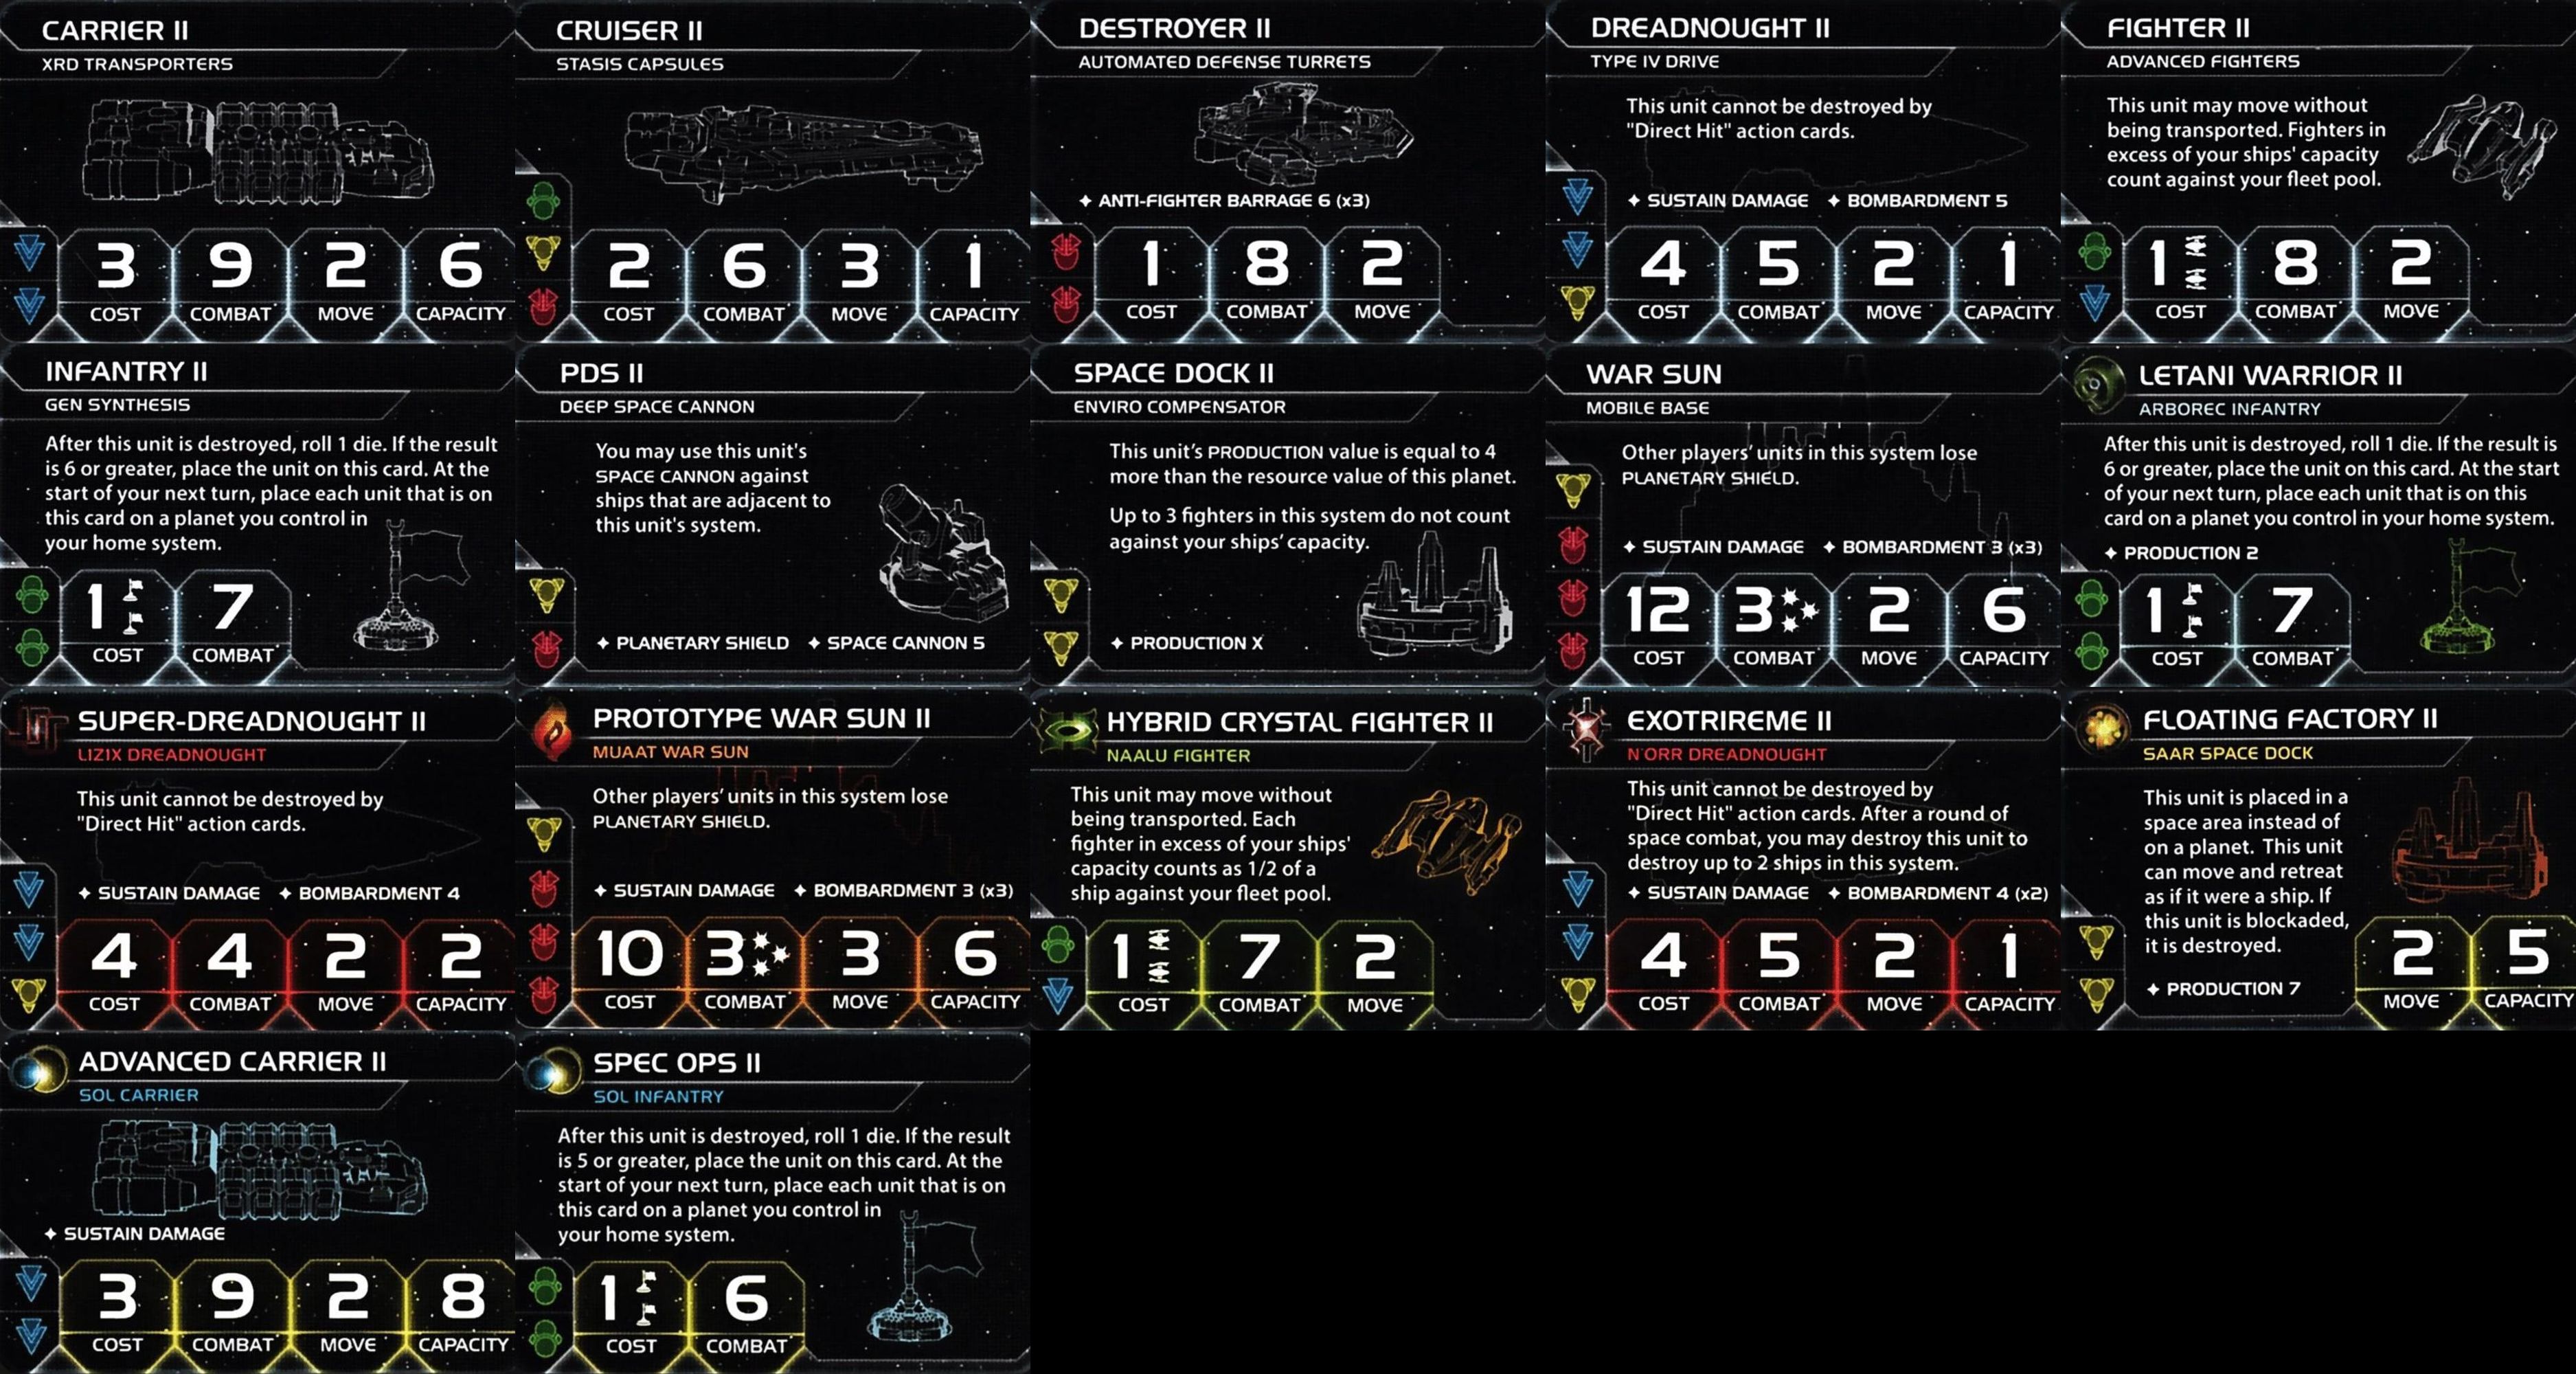 CARRIER II
XRD TRANSPORTERS
3 9 2 6
COST COMBAT MOVE CAPACITY
CRUISER II
STASIS CAPSULES
2 6 3 1
COST COMBAT MOVE CAPACITY
DESTROYER II
AUTOMATED DEFENSE TURRETS
ANTI-FIGHTER BARRAGE 6 (x3)
1 8 2
COST COMBAT MOVE
DREADNOUGHT II
TYPE IV DRIVE
This unit cannot be destroyed by
"Direct Hit" action cards.
SUSTAIN DAMAGE BOMBARDMENT 5
4 5 2 1
COST COMBAT MOVE CAPACITY
FIGHTER II
ADVANCED FIGHTERS
This unit may move without
being transported. Fighters in
excess of your ships' capacity
count against your fleet pool.
1 8 2
COST COMBAT MOVE
INFANTRY II
GEN SYNTHESIS
After this unit is destroyed, roll 1 die. If the result
is 6 or greater, place the unit on this card. At the
start of your next turn, place each unit that is on
this card on a planet you control in
your home system.
1 7
COST COMBAT
PDS II
DEEP SPACE CANNON
You may use this unit's
SPACE CANNON against
ships that are adjacent to
this unit's system.
PLANETARY SHIELD SPACE CANNON 5
SPACE DOCK II
ENVIRO COMPENSATOR
This unit's PRODUCTION value is equal to 4
more than the resource value of this planet.
Up to 3 fighters in this system do not count
against your ships' capacity.
PRODUCTION X
WAR SUN
MOBILE BASE
Other players' units in this system lose
PLANETARY SHIELD.
SUSTAIN DAMAGE BOMBARDMENT 3 (x3)
12 3 2 6
COST COMBAT MOVE CAPACITY
LETANI WARRIOR II
ARBOREC INFANTRY
After this unit is destroyed, roll 1 die. If the result is
6 or greater, place the unit on this card. At the start
of your next turn, place each unit that is on this
card on a planet you control in your home system.
PRODUCTION 2
1 7
COST COMBAT
SUPER-DREADNOUGHT II
L1Z1X DREADNOUGHT
This unit cannot be destroyed by
"Direct Hit" action cards.
SUSTAIN DAMAGE BOMBARDMENT 4
4 4 2 2
COST COMBAT MOVE CAPACITY
PROTOTYPE WAR SUN II
MUAAT WAR SUN
Other players' units in this system lose
PLANETARY SHIELD.
SUSTAIN DAMAGE BOMBARDMENT 3 (x3)
10 3 3 6
COST COMBAT MOVE CAPACITY
HYBRID CRYSTAL FIGHTER II
NAALU FIGHTER
This unit may move without
being transported. Each
fighter in excess of your ships'
capacity counts as 1/2 of a
ship against your fleet pool.
1 7 2
COST COMBAT MOVE
EXOTRIREME II
N'ORR DREADNOUGHT
This unit cannot be destroyed by
"Direct Hit" action cards. After a round of
space combat, you may destroy this unit to
destroy up to 2 ships in this system.
SUSTAIN DAMAGE BOMBARDMENT 4 (x2)
4 5 2 1
COST COMBAT MOVE CAPACITY
FLOATING FACTORY II
SAAR SPACE DOCK
This unit is placed in a
space area instead of
on a planet. This unit
can move and retreat
as if it were a ship. If
this unit is blockaded,
it is destroyed.
PRODUCTION 7
2 5
MOVE CAPACITY
ADVANCED CARRIER II
SOL CARRIER
SUSTAIN DAMAGE
3 9 2 8
COST COMBAT MOVE CAPACITY
SPEC OPS II
SOL INFANTRY
After this unit is destroyed, roll 1 die. If the result
is 5 or greater, place the unit on this card. At the
start of your next turn, place each unit that is on
this card on a planet you control in
your home system.
1 6
COST COMBAT